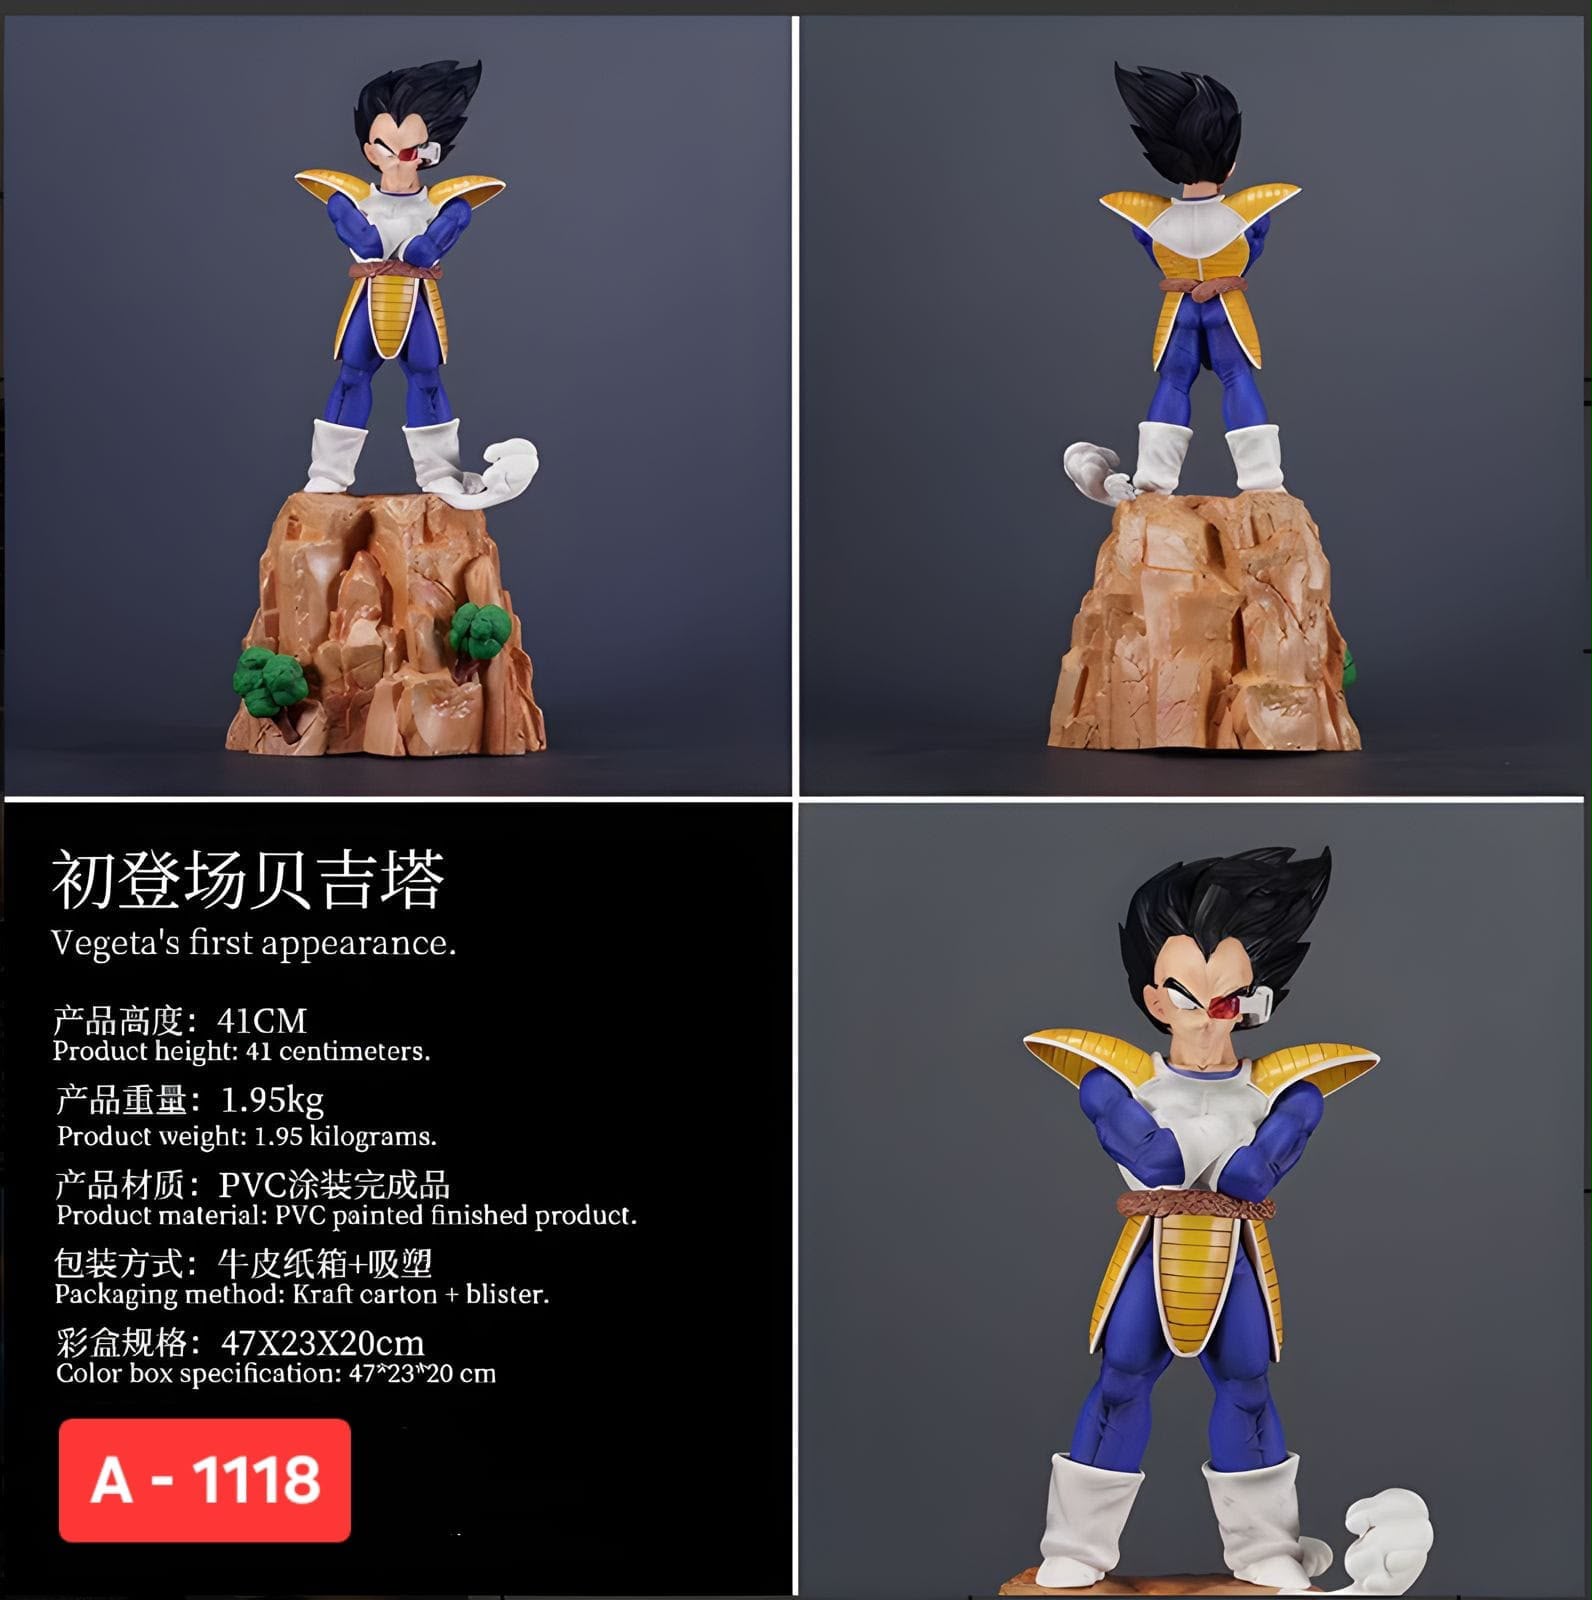 初登场贝吉塔
Vegeta's first appearance.
产品高度：41CM
Product height: 41 centimeters.
产品重量：1.95kg
Product weight: 1.95 kilograms.
产品材质：PVC涂装完成品
Product material: PVC painted finished product.
包装方式：牛皮纸箱+吸塑
Packaging method: Kraft carton + blister.
彩盒规格：47X23X20cm
Color box specification: 47*23*20 cm
A - 1118